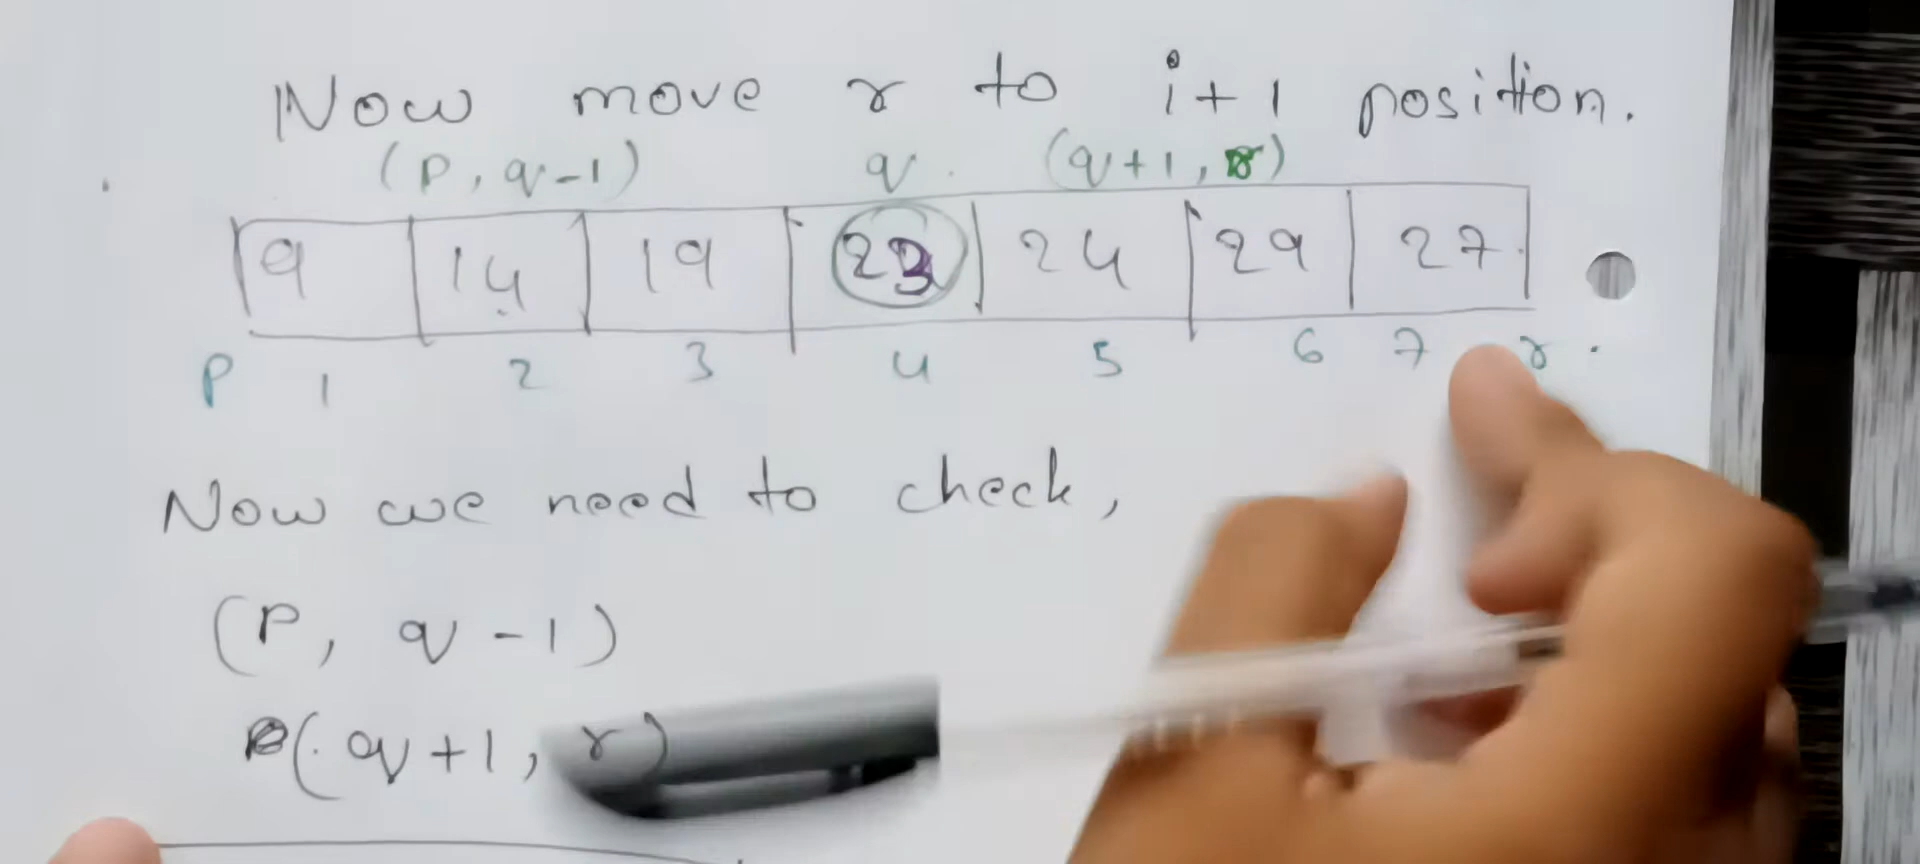 Now move r to i+1 position.
(P, q-1) q (q+1, r)
9 14 19 23 24 29 27
P 1 2 3 4 5 6 7 r
Now we need to check,
(P, q-1)
(q+1, r)